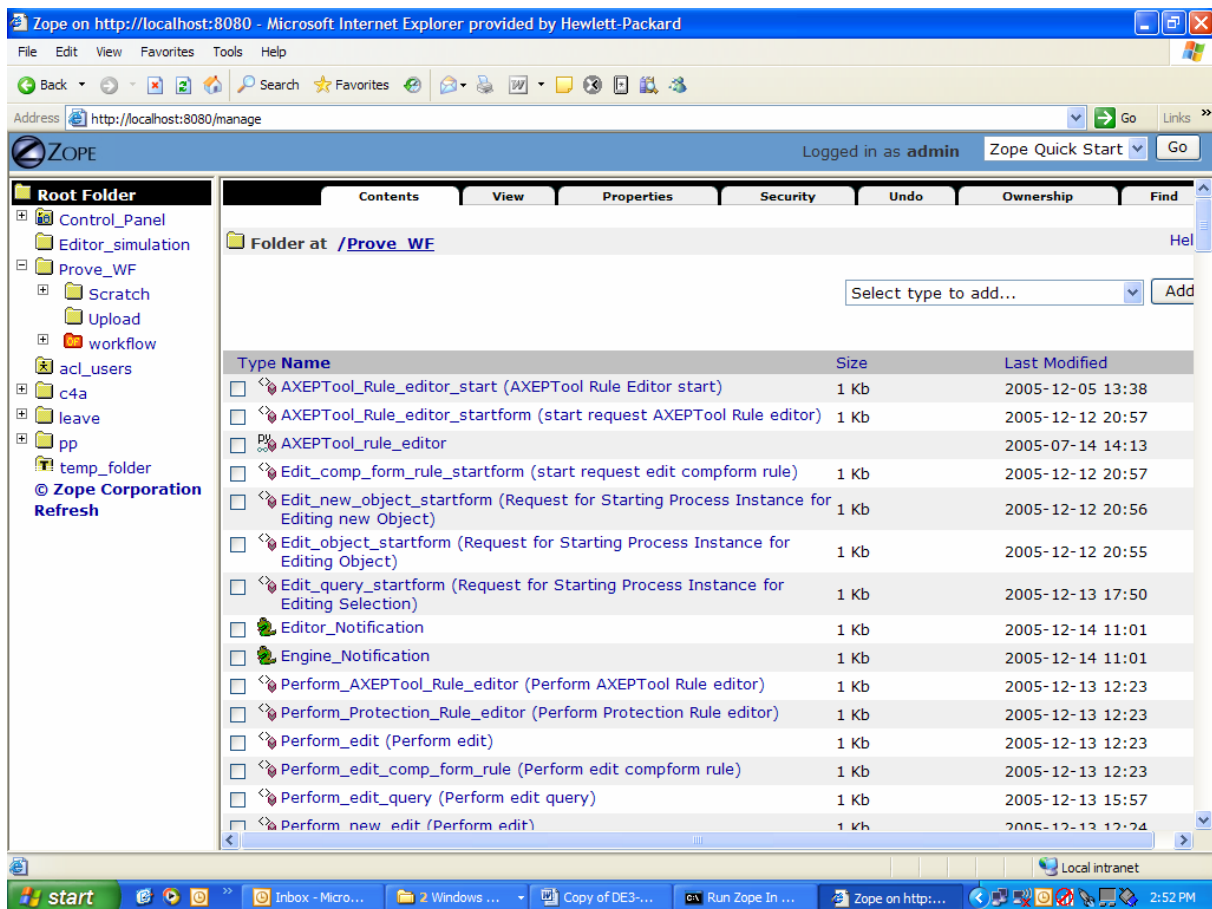 Zope on http://localhost:8080 - Microsoft Internet Explorer provided by Hewlett-Packard
File Edit View Favorites Tools Help
Back Search Favorites
Address http://localhost:8080/manage Go Links »
ZOPE Logged in as admin Zope Quick Start Go
Root Folder
Control_Panel
Editor_simulation
Prove_WF
Scratch
Upload
workflow
acl_users
c4a
leave
pp
temp_folder
© Zope Corporation
Refresh
Contents View Properties Security Undo Ownership Find
Folder at /Prove_WF Hel
Select type to add... Add
Type Name Size Last Modified
AXEPTool_Rule_editor_start (AXEPTool Rule Editor start) 1 Kb 2005-12-05 13:38
AXEPTool_Rule_editor_startform (start request AXEPTool Rule editor) 1 Kb 2005-12-12 20:57
AXEPTool_rule_editor 2005-07-14 14:13
Edit_comp_form_rule_startform (start request edit compform rule) 1 Kb 2005-12-12 20:57
Edit_new_object_startform (Request for Starting Process Instance for
Editing new Object) 1 Kb 2005-12-12 20:56
Edit_object_startform (Request for Starting Process Instance for
Editing Object) 1 Kb 2005-12-12 20:55
Edit_query_startform (Request for Starting Process Instance for
Editing Selection) 1 Kb 2005-12-13 17:50
Editor_Notification 1 Kb 2005-12-14 11:01
Engine_Notification 1 Kb 2005-12-14 11:01
Perform_AXEPTool_Rule_editor (Perform AXEPTool Rule editor) 1 Kb 2005-12-13 12:23
Perform_Protection_Rule_editor (Perform Protection Rule editor) 1 Kb 2005-12-13 12:23
Perform_edit (Perform edit) 1 Kb 2005-12-13 12:23
Perform_edit_comp_form_rule (Perform edit compform rule) 1 Kb 2005-12-13 12:23
Perform_edit_query (Perform edit query) 1 Kb 2005-12-13 15:57
Perform_new_edit (Perform edit) 1 Kb 2005-12-13 12:24
Local intranet
start » Inbox - Micro... 2 Windows ... Copy of DE3-... Run Zope In ... Zope on http:... 2:52 PM